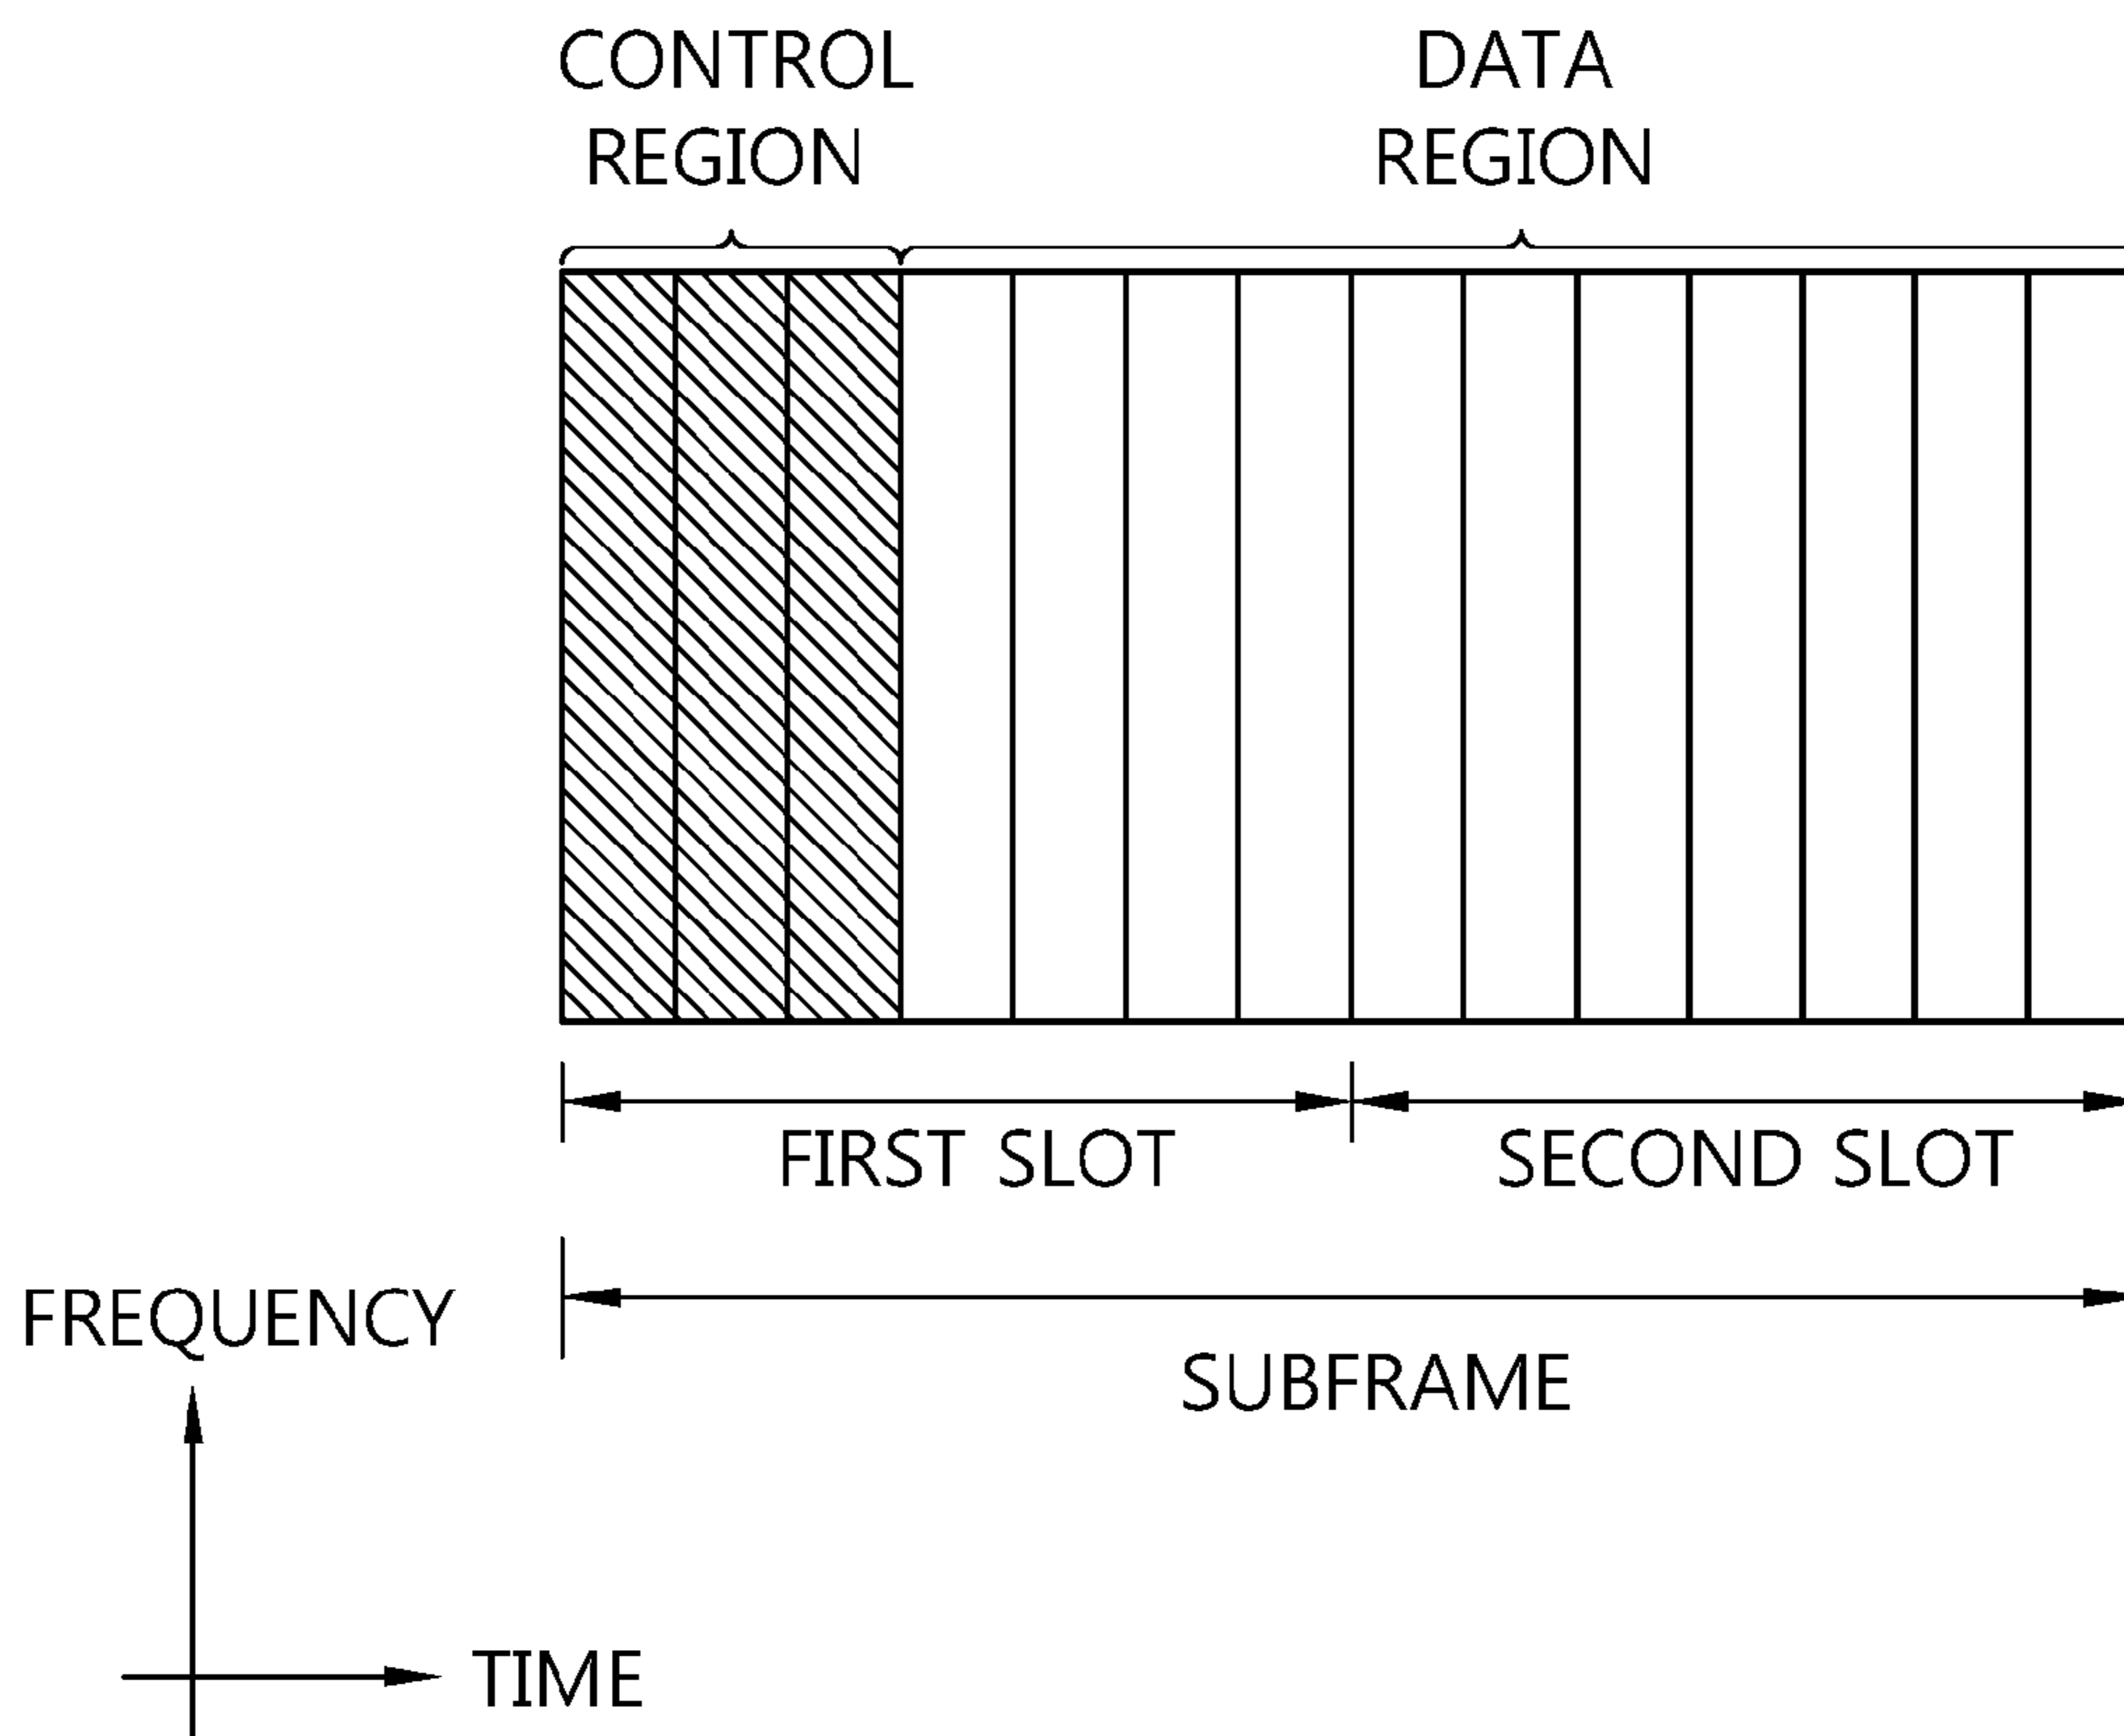 CONTROL
REGION
DATA
REGION
FIRST SLOT
SECOND SLOT
SUBFRAME
FREQUENCY
TIME